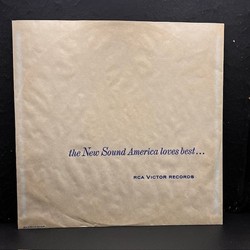 the New Sound America loves best...
RCA VICTOR RECORDS